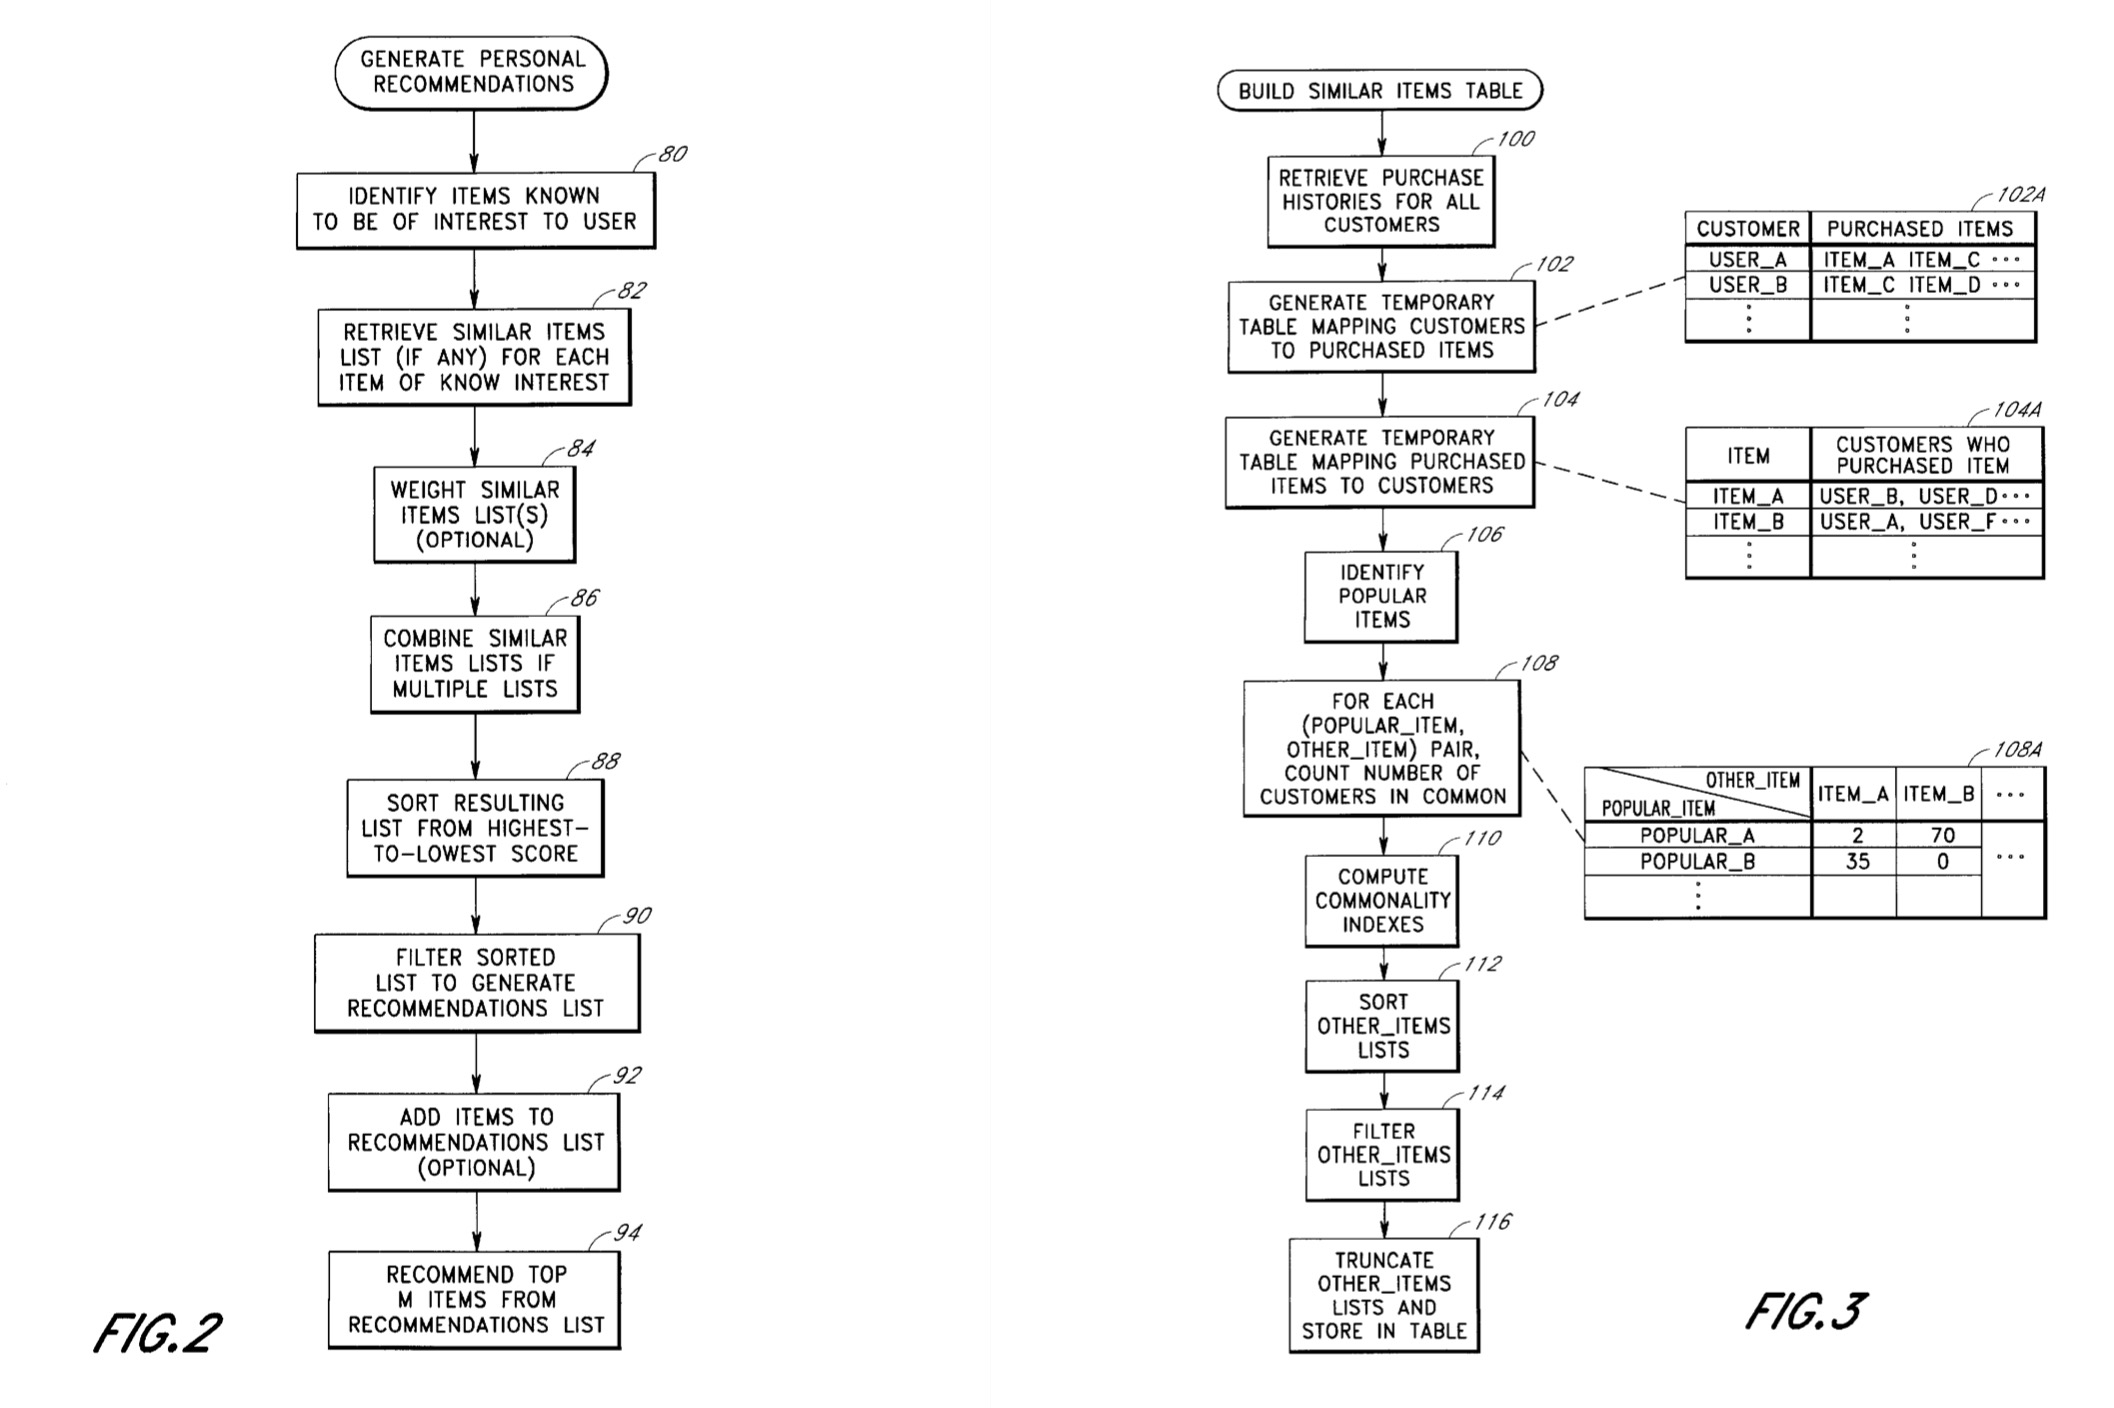 GENERATE PERSONAL
RECOMMENDATIONS
80
IDENTIFY ITEMS KNOWN
TO BE OF INTEREST TO USER
82
RETRIEVE SIMILAR ITEMS
LIST (IF ANY) FOR EACH
ITEM OF KNOW INTEREST
84
WEIGHT SIMILAR
ITEMS LIST(S)
(OPTIONAL)
86
COMBINE SIMILAR
ITEMS LISTS IF
MULTIPLE LISTS
88
SORT RESULTING
LIST FROM HIGHEST-
TO-LOWEST SCORE
90
FILTER SORTED
LIST TO GENERATE
RECOMMENDATIONS LIST
92
ADD ITEMS TO
RECOMMENDATIONS LIST
(OPTIONAL)
94
RECOMMEND TOP
M ITEMS FROM
RECOMMENDATIONS LIST
FIG.2
BUILD SIMILAR ITEMS TABLE
100
RETRIEVE PURCHASE
HISTORIES FOR ALL
CUSTOMERS
102
GENERATE TEMPORARY
TABLE MAPPING CUSTOMERS
TO PURCHASED ITEMS
102A
CUSTOMER PURCHASED ITEMS
USER_A ITEM_A ITEM_C ...
USER_B ITEM_C ITEM_D ...
104
GENERATE TEMPORARY
TABLE MAPPING PURCHASED
ITEMS TO CUSTOMERS
104A
ITEM CUSTOMERS WHO
PURCHASED ITEM
ITEM_A USER_B, USER_D...
ITEM_B USER_A, USER_F...
106
IDENTIFY
POPULAR
ITEMS
108
FOR EACH
(POPULAR_ITEM,
OTHER_ITEM) PAIR,
COUNT NUMBER OF
CUSTOMERS IN COMMON
108A
OTHER_ITEM
POPULAR_ITEM
ITEM_A ITEM_B ...
POPULAR_A 2 70
POPULAR_B 35 0 ...
110
COMPUTE
COMMONALITY
INDEXES
112
SORT
OTHER_ITEMS
LISTS
114
FILTER
OTHER_ITEMS
LISTS
116
TRUNCATE
OTHER_ITEMS
LISTS AND
STORE IN TABLE
FIG.3